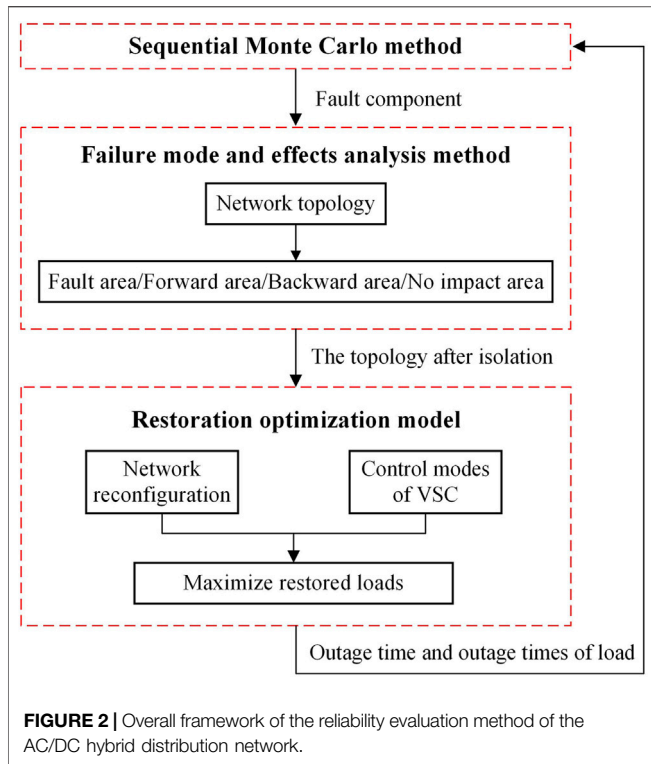 Sequential Monte Carlo method
Fault component
Failure mode and effects analysis method
Network topology
Fault area/Forward area/Backward area/No impact area
The topology after isolation
Restoration optimization model
Network
reconfiguration
Control modes
of VSC
Maximize restored loads
Outage time and outage times of load
FIGURE 2 | Overall framework of the reliability evaluation method of the
AC/DC hybrid distribution network.